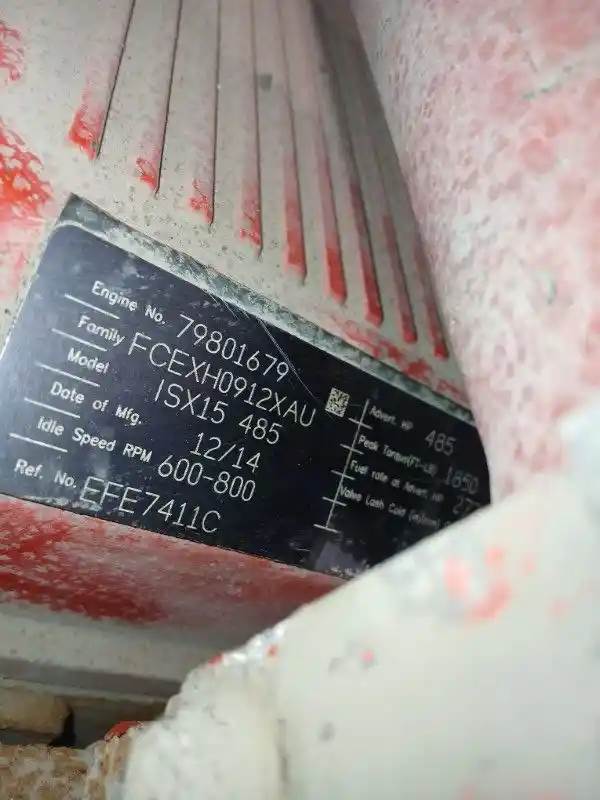 Engine No. 79801679
Family FCEXH0912XAU
Model ISX15 485
Date of Mfg. 12/14
Idle Speed RPM 600-800
Ref. No. EFE7411C
Advert. HP 485
Peak Torque(FT-LB) 1850
Fuel rate at Advert. HP
Valve Lash Cold